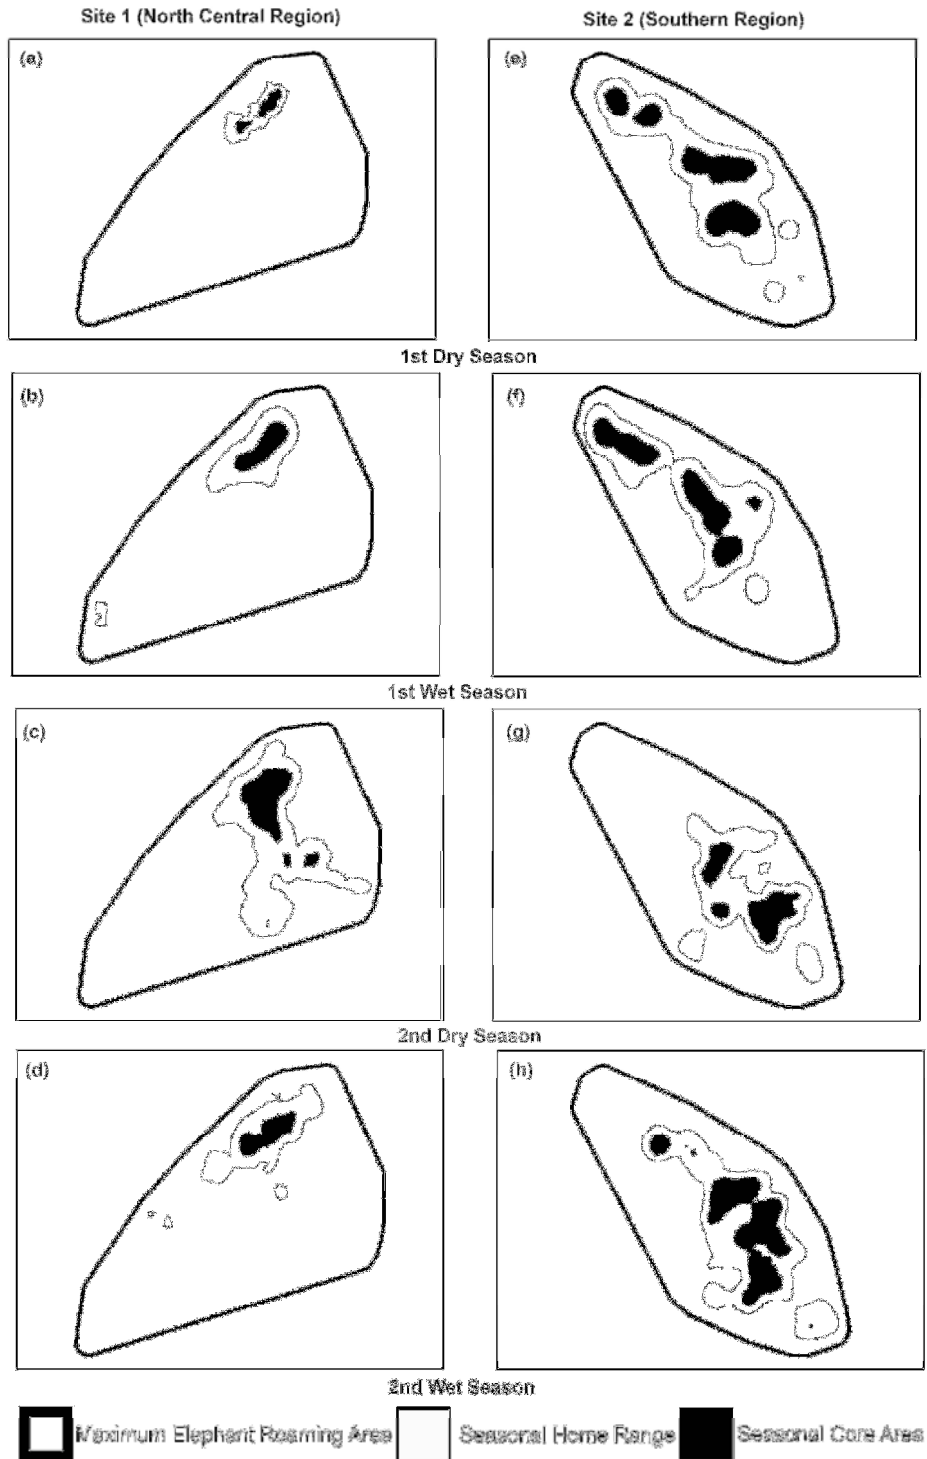 Site 1 (North Central Region)
Site 2 (Southern Region)
(a)
(e)
1st Dry Season
(b)
(f)
1st Wet Season
(c)
(g)
2nd Dry Season
(d)
(h)
2nd Wet Season
Maximum Elephant Roaming Area
Seasonal Home Range
Seasonal Core Area